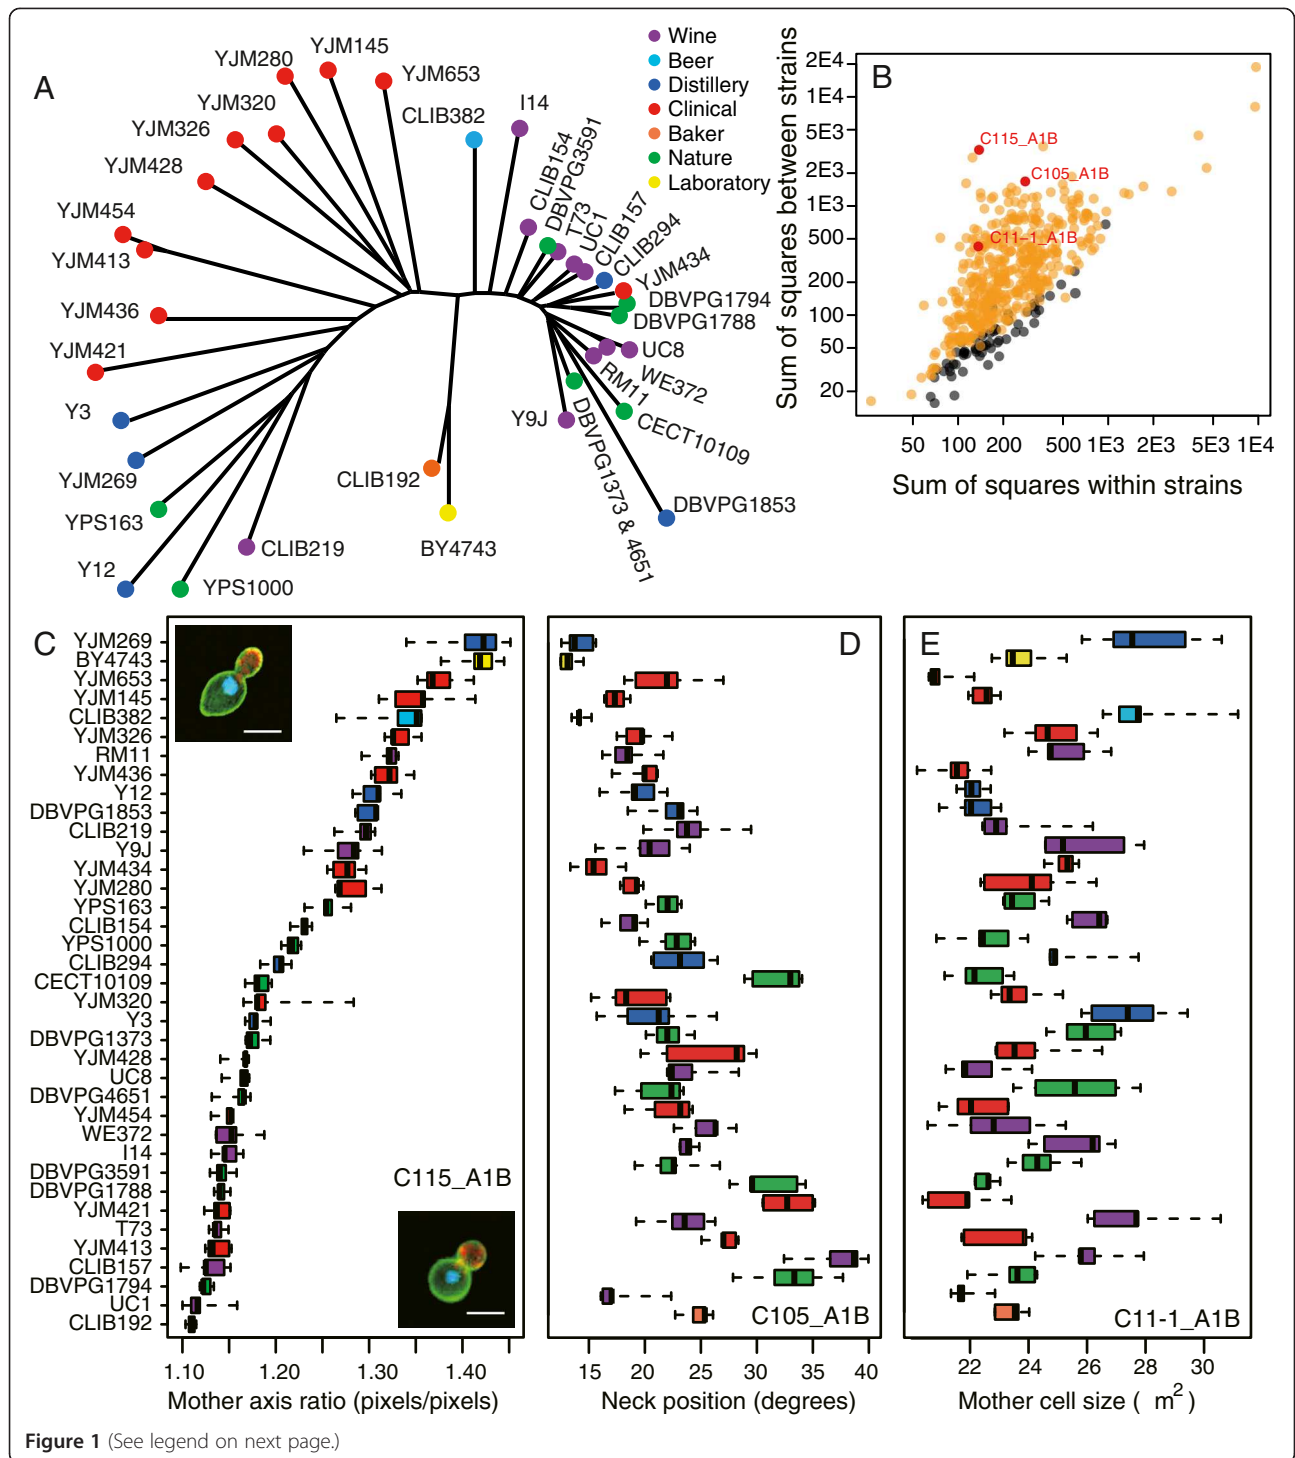 A
YJM280
YJM145
YJM653
YJM320
YJM326
YJM428
YJM454
YJM413
YJM436
YJM421
Y3
YJM269
YPS163
Y12
YPS1000
CLIB219
CLIB382
I14
CLIB154
DBVPG3591
T73
UC1
CLIB157
CLIB294
YJM434
DBVPG1794
DBVPG1788
UC8
WE372
RM11
CECT10109
Y9J
DBVPG1373 & 4651
DBVPG1853
CLIB192
BY4743
Wine
Beer
Distillery
Clinical
Baker
Nature
Laboratory
B
Sum of squares between strains
2E4
1E4
5E3
2E3
1E3
500
200
100
50
20
C115_A1B
C105_A1B
C11−1_A1B
50 100 200 500 1E3 2E3 5E3 1E4
Sum of squares within strains
C
YJM269
BY4743
YJM653
YJM145
CLIB382
YJM326
RM11
YJM436
Y12
DBVPG1853
CLIB219
Y9J
YJM434
YJM280
YPS163
CLIB154
YPS1000
CLIB294
CECT10109
YJM320
Y3
DBVPG1373
YJM428
UC8
DBVPG4651
YJM454
WE372
I14
DBVPG3591
DBVPG1788
YJM421
T73
YJM413
CLIB157
DBVPG1794
UC1
CLIB192
C115_A1B
1.10 1.20 1.30 1.40
Mother axis ratio (pixels/pixels)
D
C105_A1B
15 20 25 30 35 40
Neck position (degrees)
E
C11-1_A1B
22 24 26 28 30
Mother cell size ( m2)
Figure 1 (See legend on next page.)